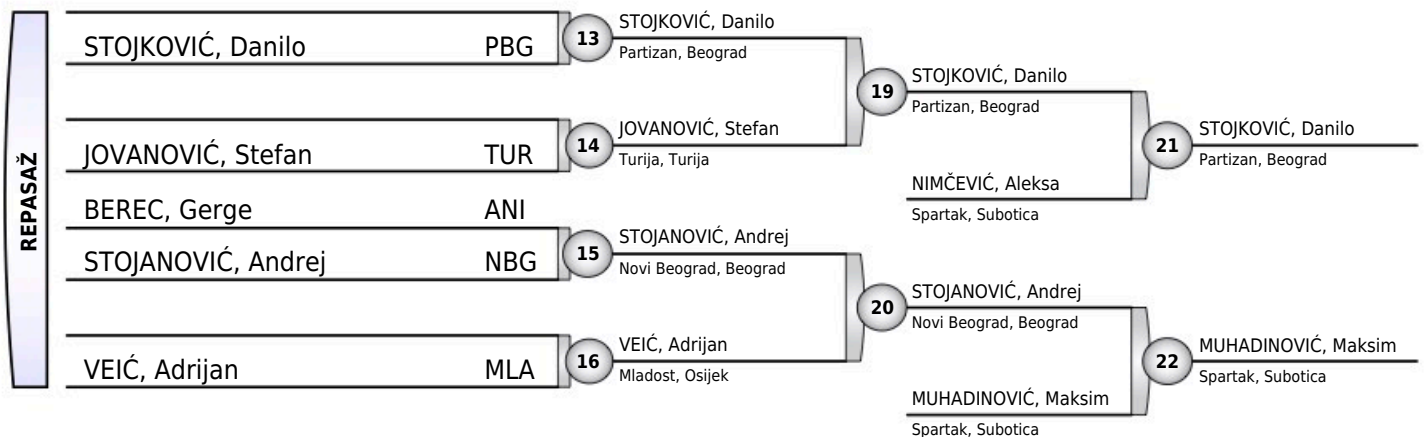 REPASAŽ
STOJKOVIĆ, Danilo PBG
JOVANOVIĆ, Stefan TUR
BEREC, Gerge ANI
STOJANOVIĆ, Andrej NBG
VEIĆ, Adrijan MLA
13
STOJKOVIĆ, Danilo
Partizan, Beograd
14
JOVANOVIĆ, Stefan
Turija, Turija
15
STOJANOVIĆ, Andrej
Novi Beograd, Beograd
16
VEIĆ, Adrijan
Mladost, Osijek
19
STOJKOVIĆ, Danilo
Partizan, Beograd
NIMČEVIĆ, Aleksa
Spartak, Subotica
20
STOJANOVIĆ, Andrej
Novi Beograd, Beograd
MUHADINOVIĆ, Maksim
Spartak, Subotica
21
STOJKOVIĆ, Danilo
Partizan, Beograd
22
MUHADINOVIĆ, Maksim
Spartak, Subotica